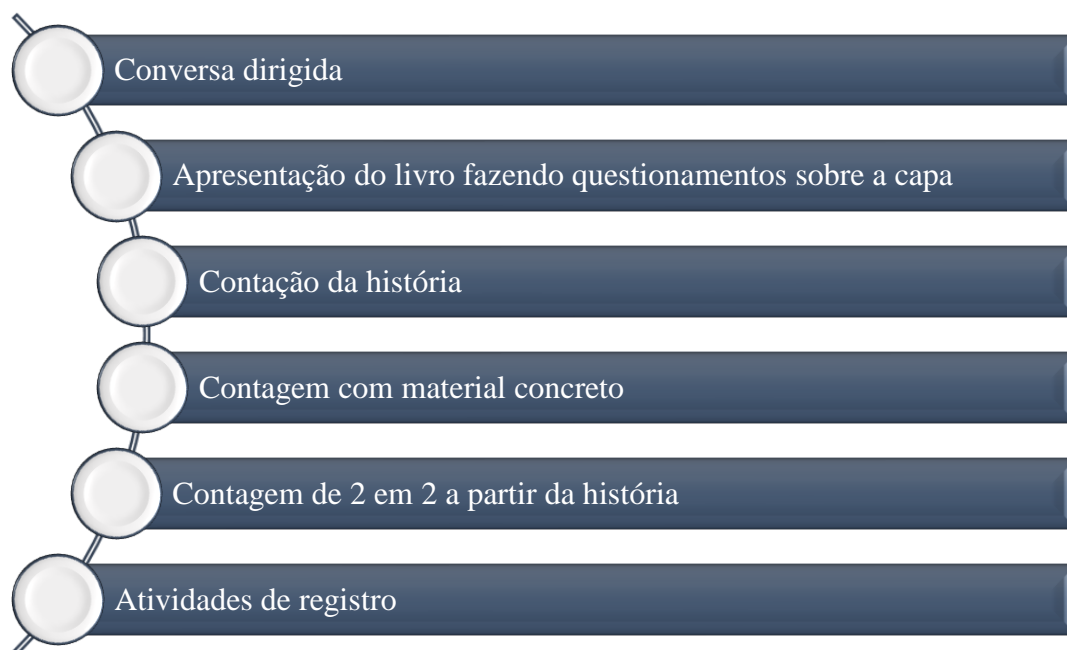 Conversa dirigida
Apresentação do livro fazendo questionamentos sobre a capa
Contação da história
Contagem com material concreto
Contagem de 2 em 2 a partir da história
Atividades de registro